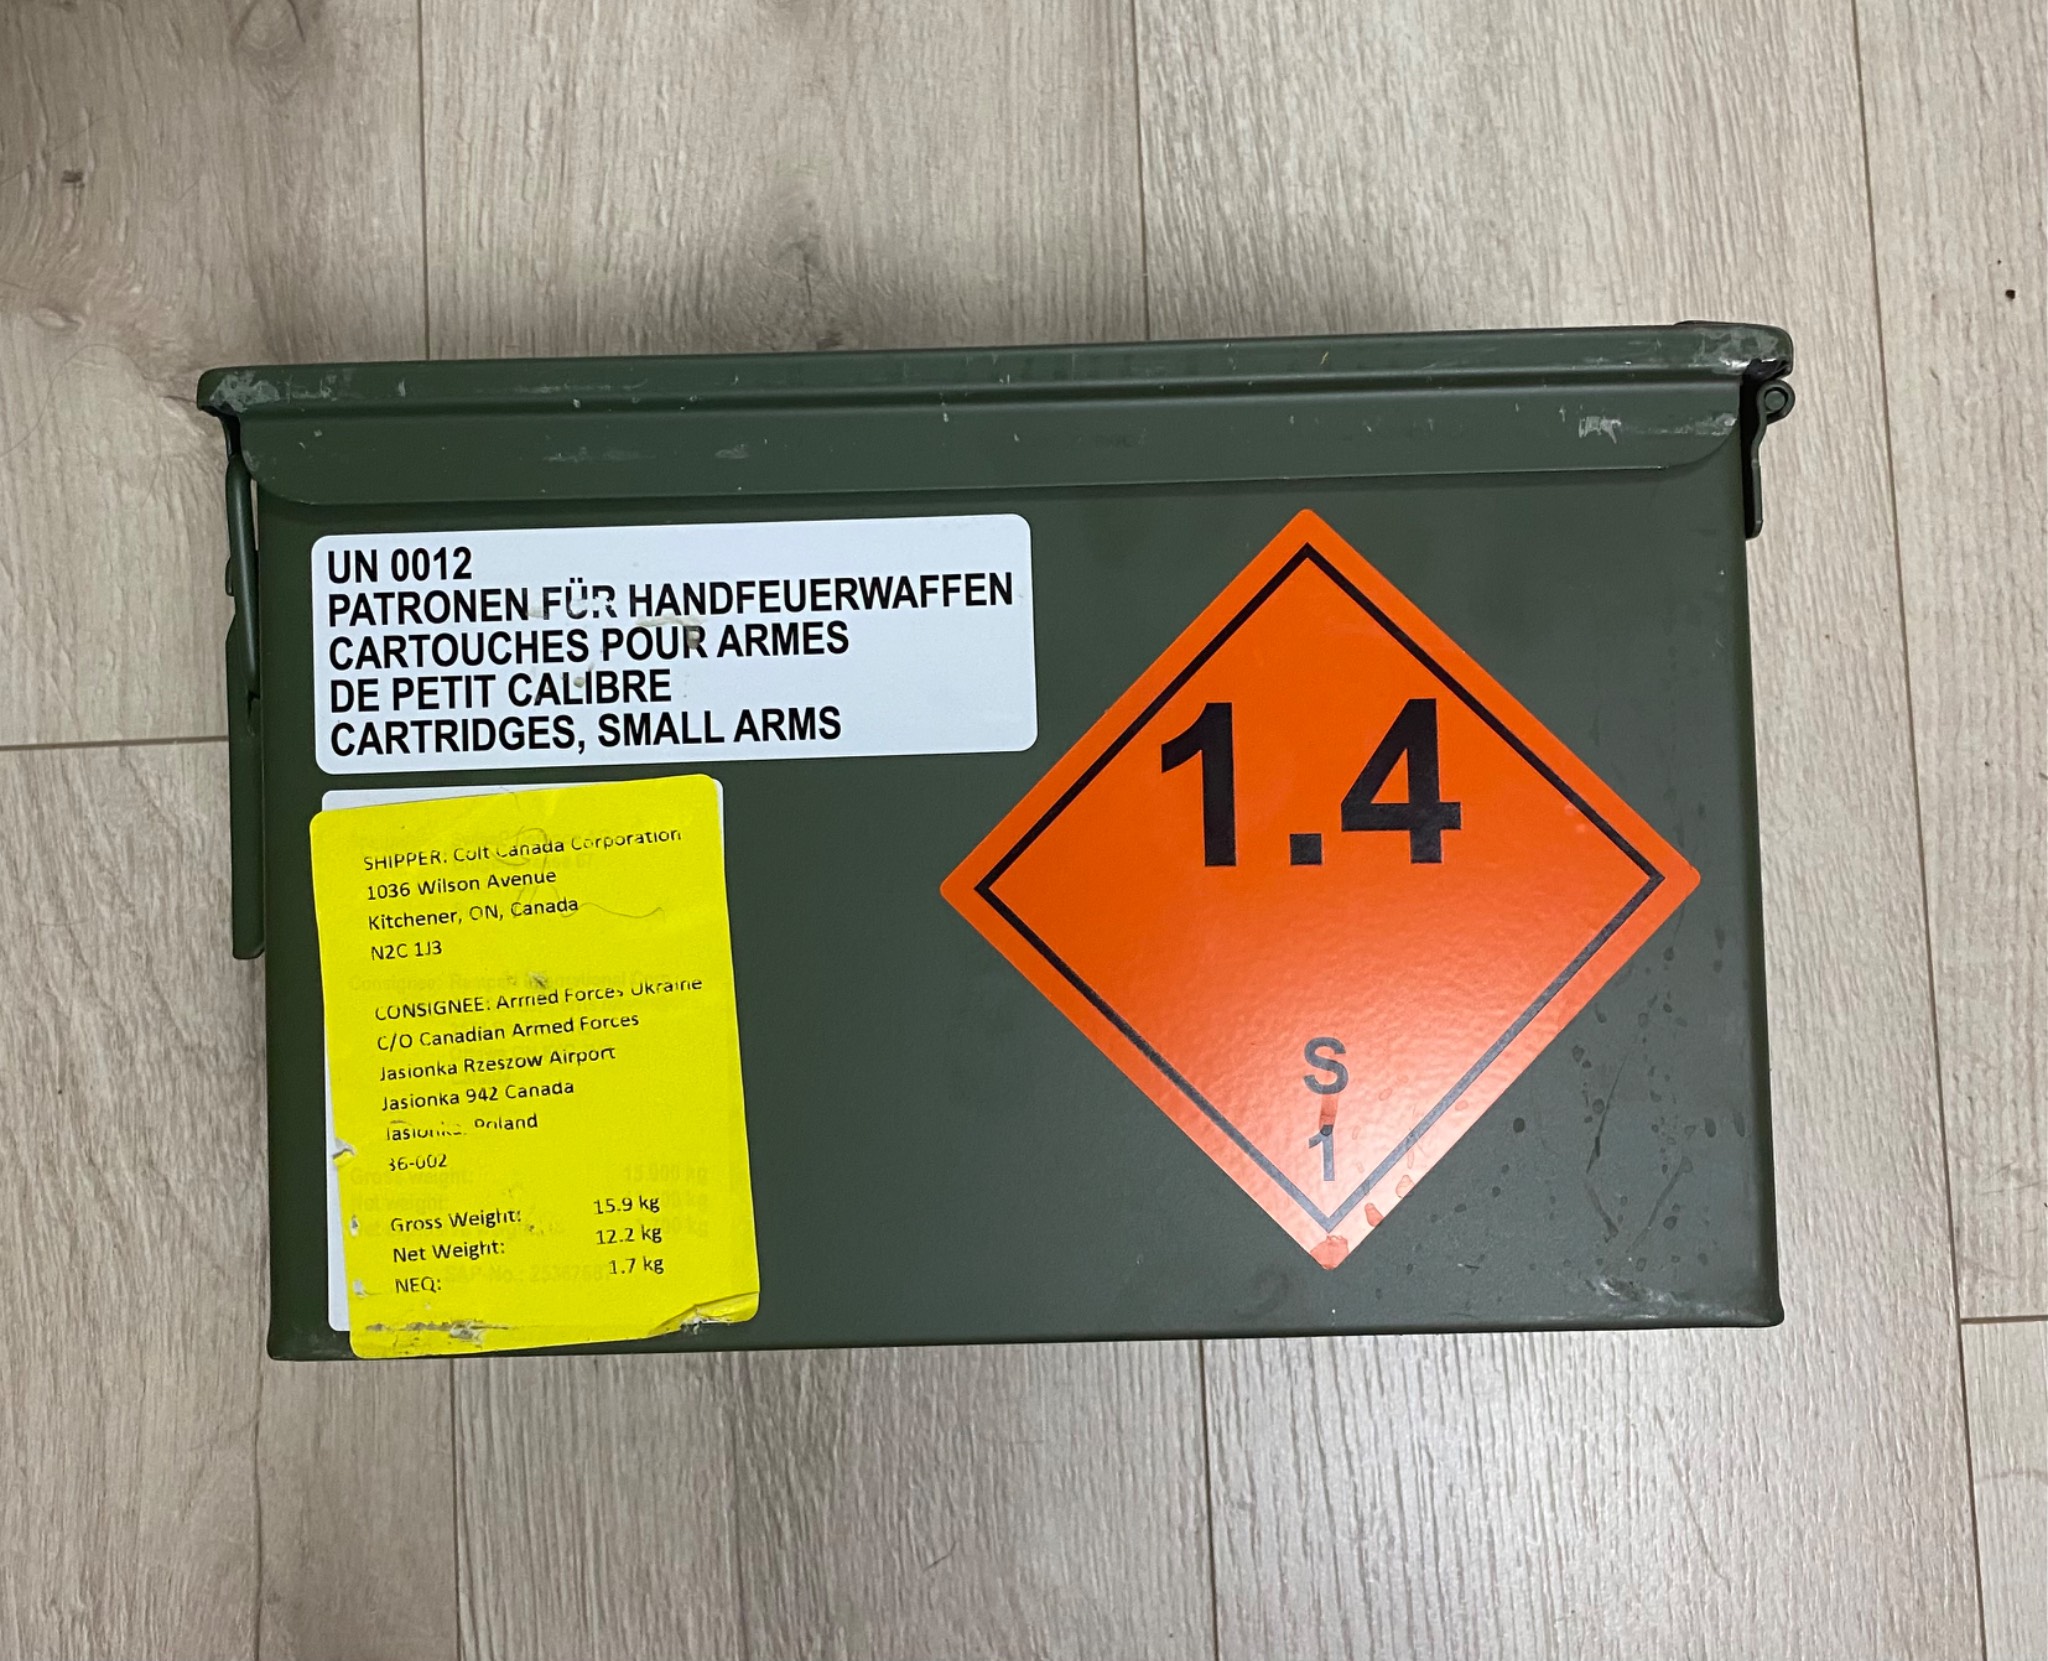 UN 0012
PATRONEN FÜR HANDFEUERWAFFEN
CARTOUCHES POUR ARMES
DE PETIT CALIBRE
CARTRIDGES, SMALL ARMS
SHIPPER: Colt Canada Corporation
1036 Wilson Avenue
Kitchener, ON, Canada
N2C 1J3
CONSIGNEE: Armed Forces Ukraine
C/O Canadian Armed Forces
Jasionka Rzeszow Airport
Jasionka 942 Canada
Jasionka, Poland
36-002
Gross Weight: 15.9 kg
Net Weight: 12.2 kg
NEQ: 1.7 kg
1.4
S
1